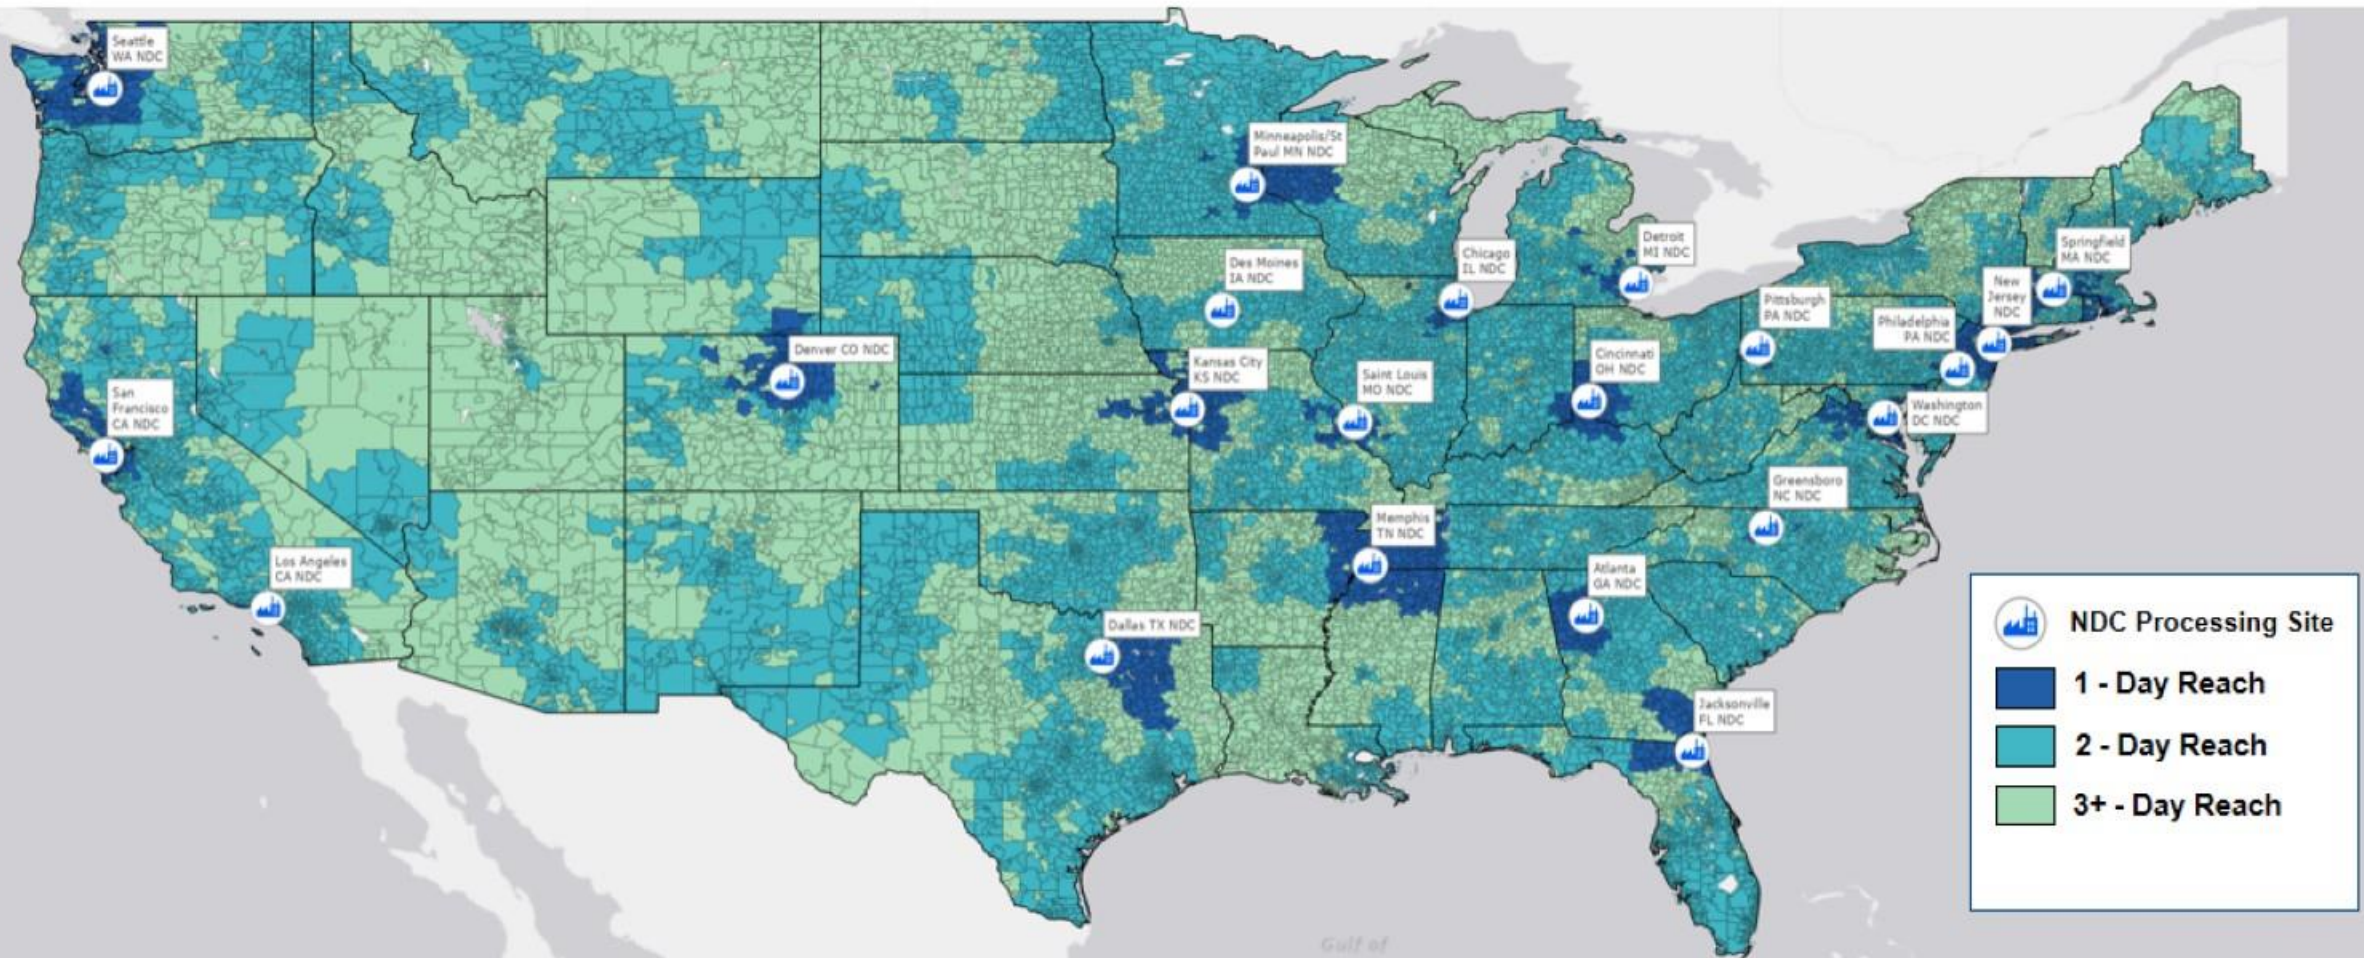 Seattle
WA NDC
Minneapolis/St
Paul MN NDC
Detroit
MI NDC
Springfield
MA NDC
Chicago
IL NDC
Des Moines
IA NDC
New
Jersey
NDC
Pittsburgh
PA NDC
Philadelphia
PA NDC
Denver CO NDC
Kansas City
KS NDC
Cincinnati
OH NDC
Saint Louis
MO NDC
San
Francisco
CA NDC
Washington
DC NDC
Greensboro
NC NDC
Memphis
TN NDC
Los Angeles
CA NDC
Atlanta
GA NDC
Dallas TX NDC
Jacksonville
FL NDC
NDC Processing Site
1 - Day Reach
2 - Day Reach
3+ - Day Reach
Gulf of